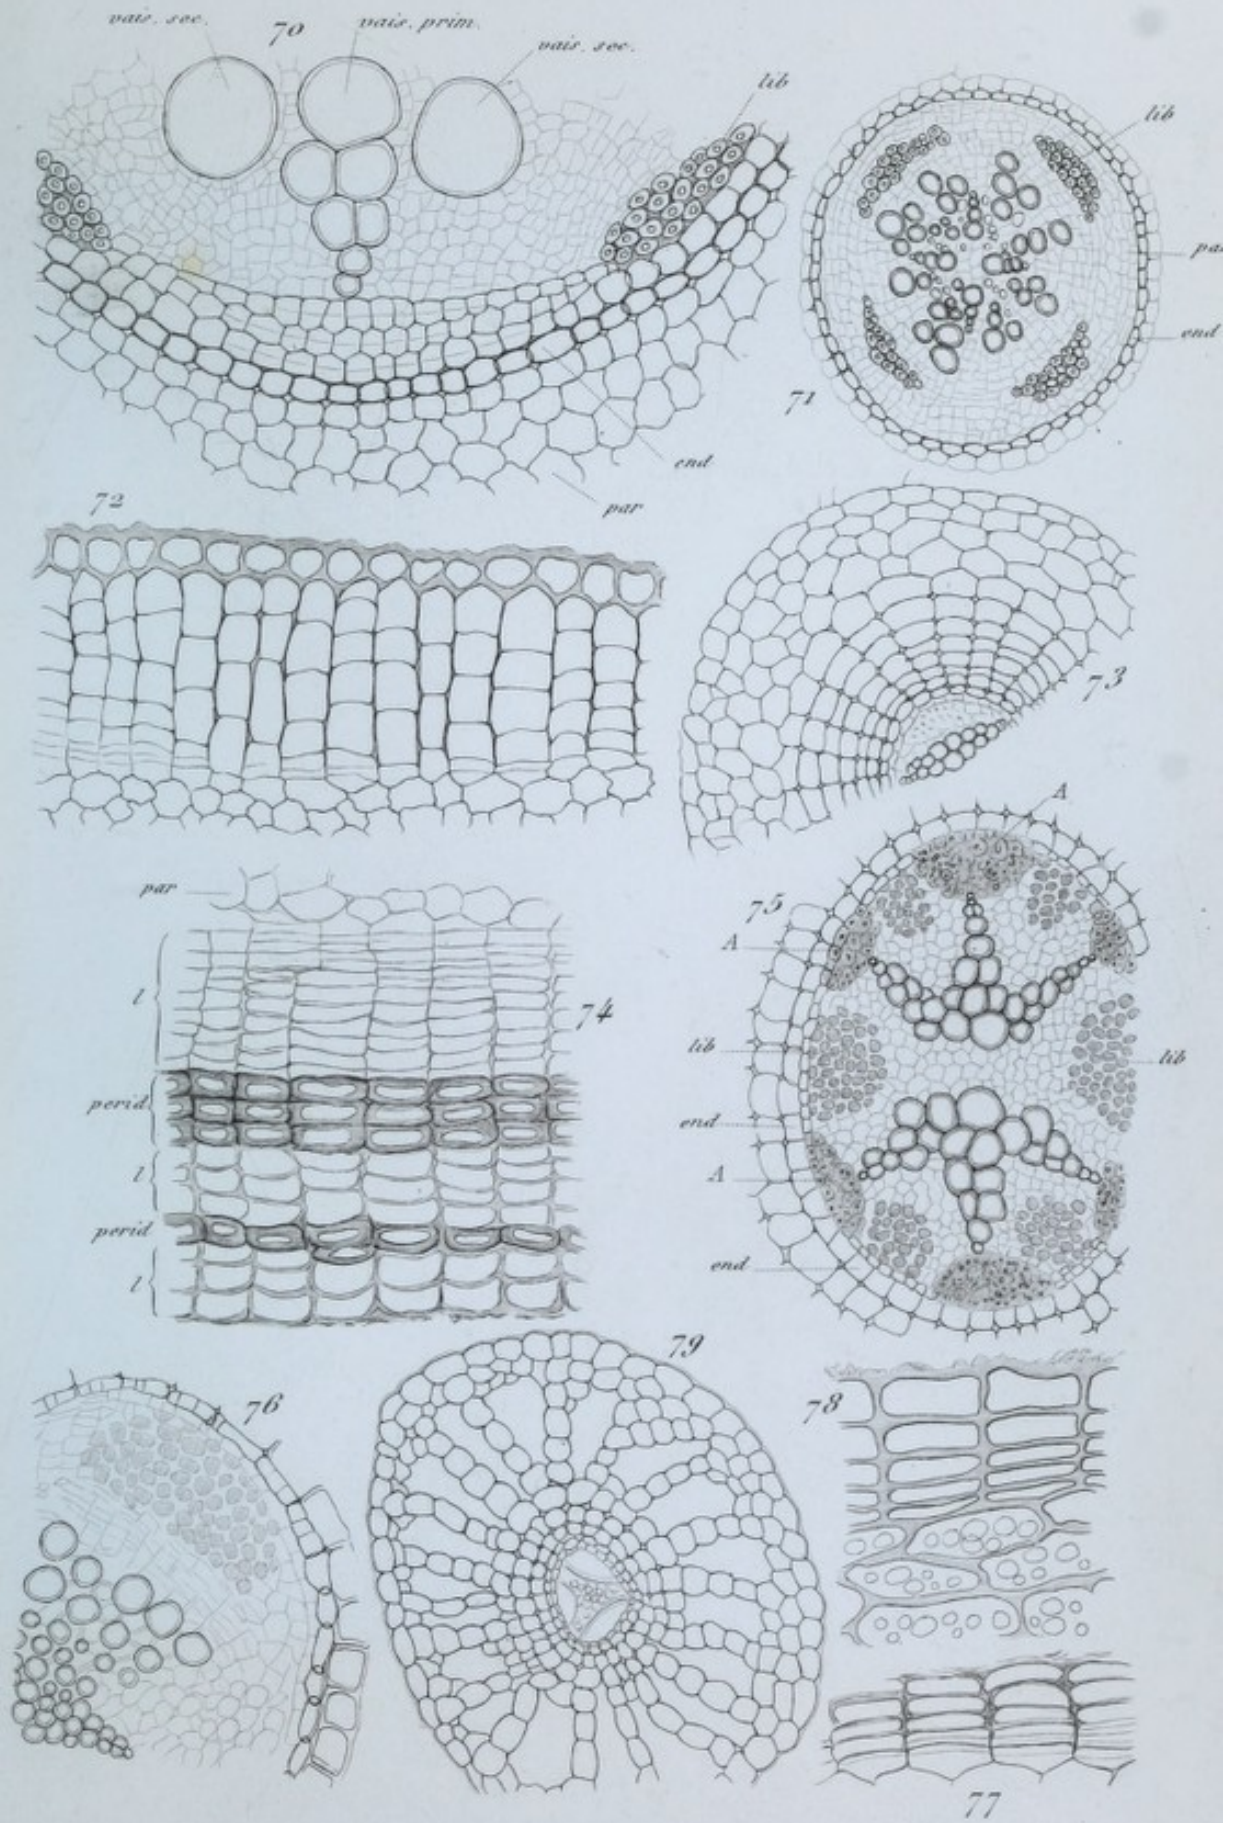 vais. sec.
70
vais. prim.
vais. sec.
lib
lib
par
end
71
end
par
72
73
A
par
75
A
l
74
lib
lib
perid
end
l
A
perid
end
l
79
76
78
77